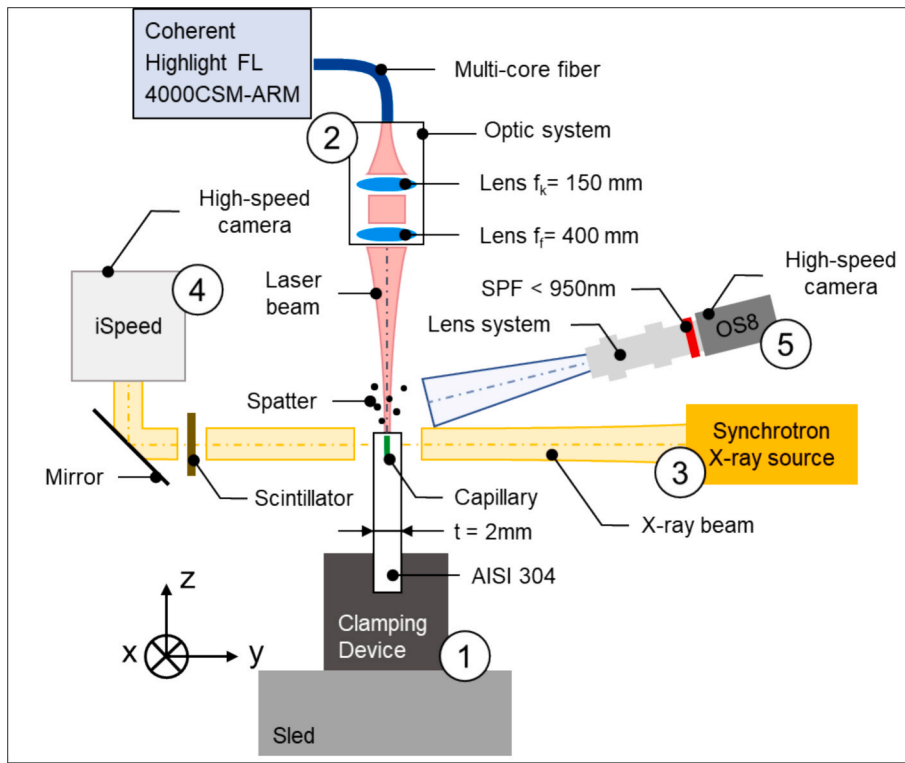 Coherent
Highlight FL
4000CSM-ARM
Multi-core fiber
2
Optic system
Lens fk= 150 mm
Lens ff= 400 mm
High-speed
camera
4
iSpeed
Laser
beam
High-speed
camera
SPF < 950nm
Lens system
OS8
5
Spatter
Synchrotron
X-ray source
3
Mirror
Scintillator
Capillary
X-ray beam
t = 2mm
AISI 304
Clamping
Device
1
z
x
y
Sled